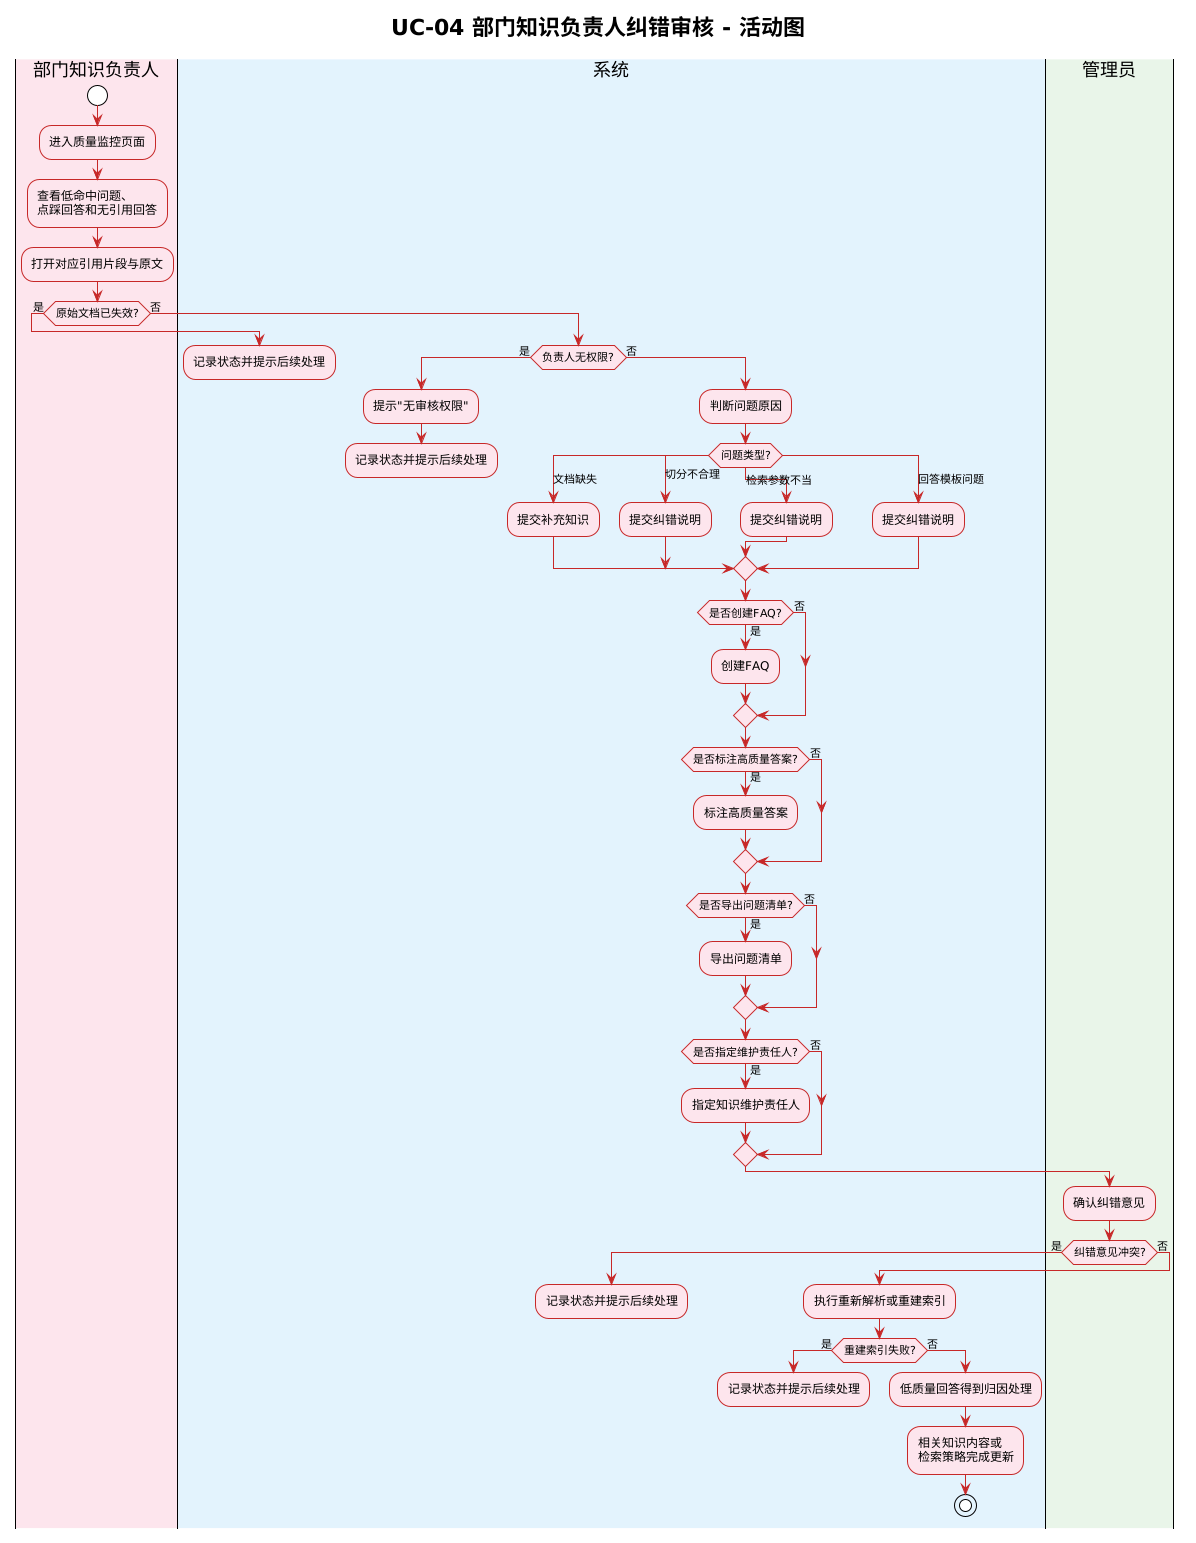 UC-04 部门知识负责人纠错审核 - 活动图
部门知识负责人
系统
管理员
进入质量监控页面
查看低命中问题、
点踩回答和无引用回答
打开对应引用片段与原文
是
原始文档已失效?
否
记录状态并提示后续处理
是
负责人无权限?
否
提示"无审核权限"
记录状态并提示后续处理
判断问题原因
问题类型?
文档缺失
切分不合理
检索参数不当
回答模板问题
提交补充知识
提交纠错说明
提交纠错说明
提交纠错说明
是否创建FAQ?
否
是
创建FAQ
是否标注高质量答案?
否
是
标注高质量答案
是否导出问题清单?
否
是
导出问题清单
是否指定维护责任人?
否
是
指定知识维护责任人
确认纠错意见
是
纠错意见冲突?
否
记录状态并提示后续处理
执行重新解析或重建索引
是
重建索引失败?
否
记录状态并提示后续处理
低质量回答得到归因处理
相关知识内容或
检索策略完成更新